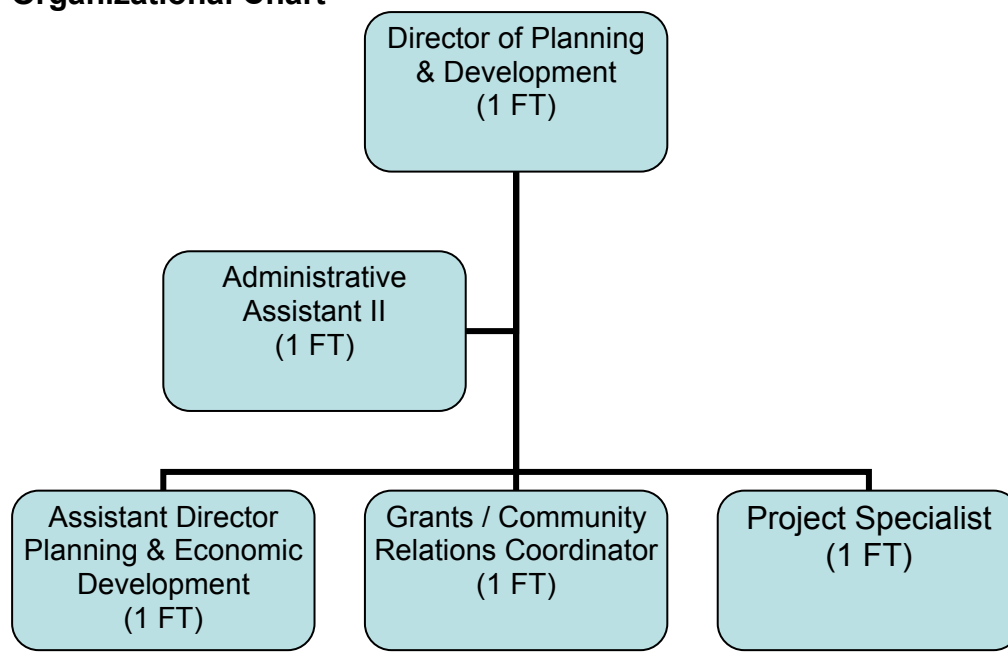 Organizational Chart
Director of Planning
& Development
(1 FT)
Administrative
Assistant II
(1 FT)
Assistant Director
Planning & Economic
Development
(1 FT)
Grants / Community
Relations Coordinator
(1 FT)
Project Specialist
(1 FT)